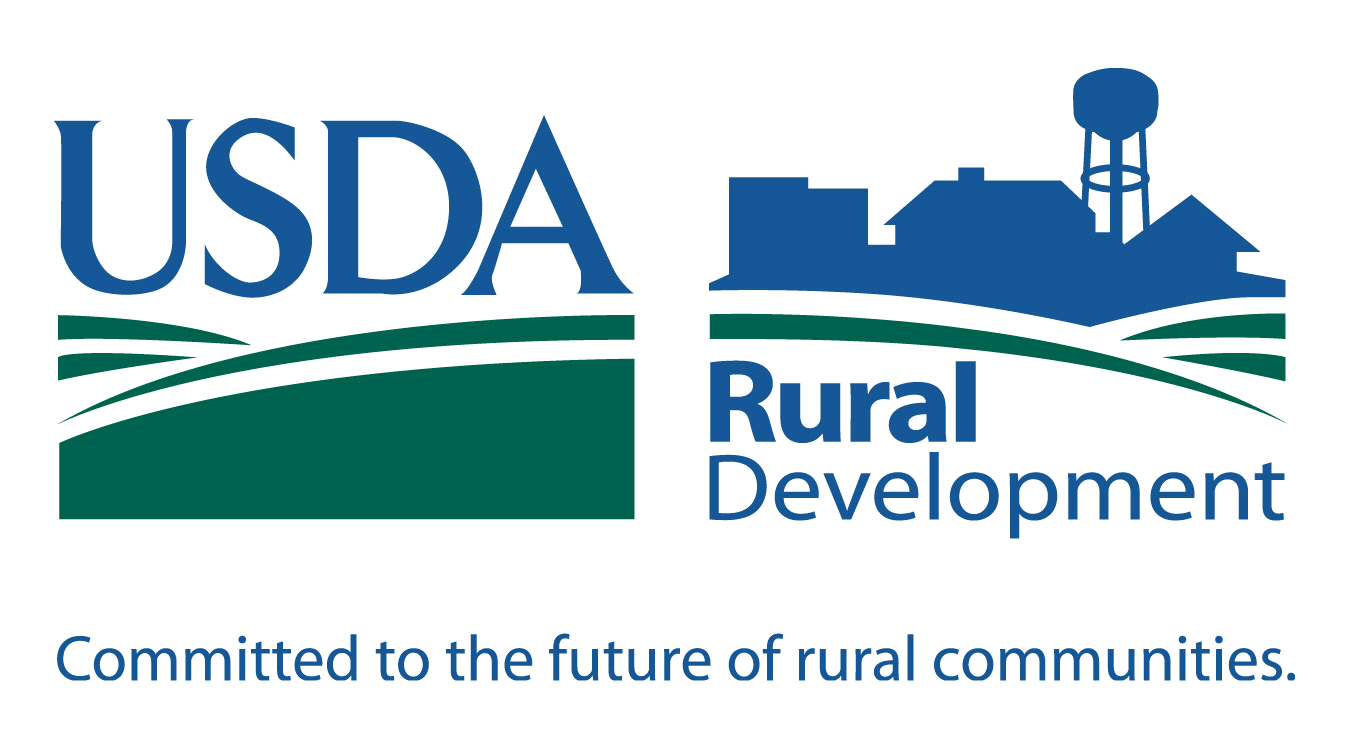 USDA
Rural
Development
Committed to the future of rural communities.